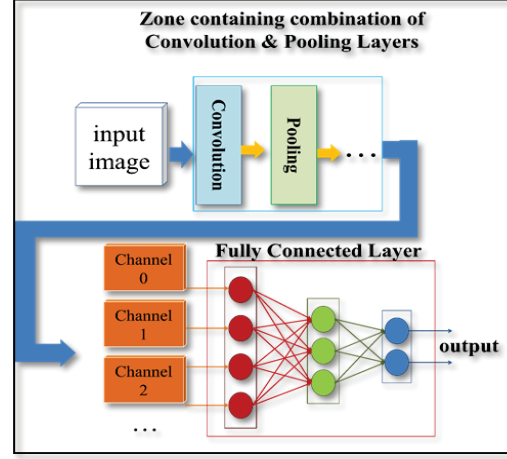 Zone containing combination of
Convolution & Pooling Layers
input
image
Convolution
Pooling
...
Fully Connected Layer
Channel
0
Channel
1
Channel
2
...
output